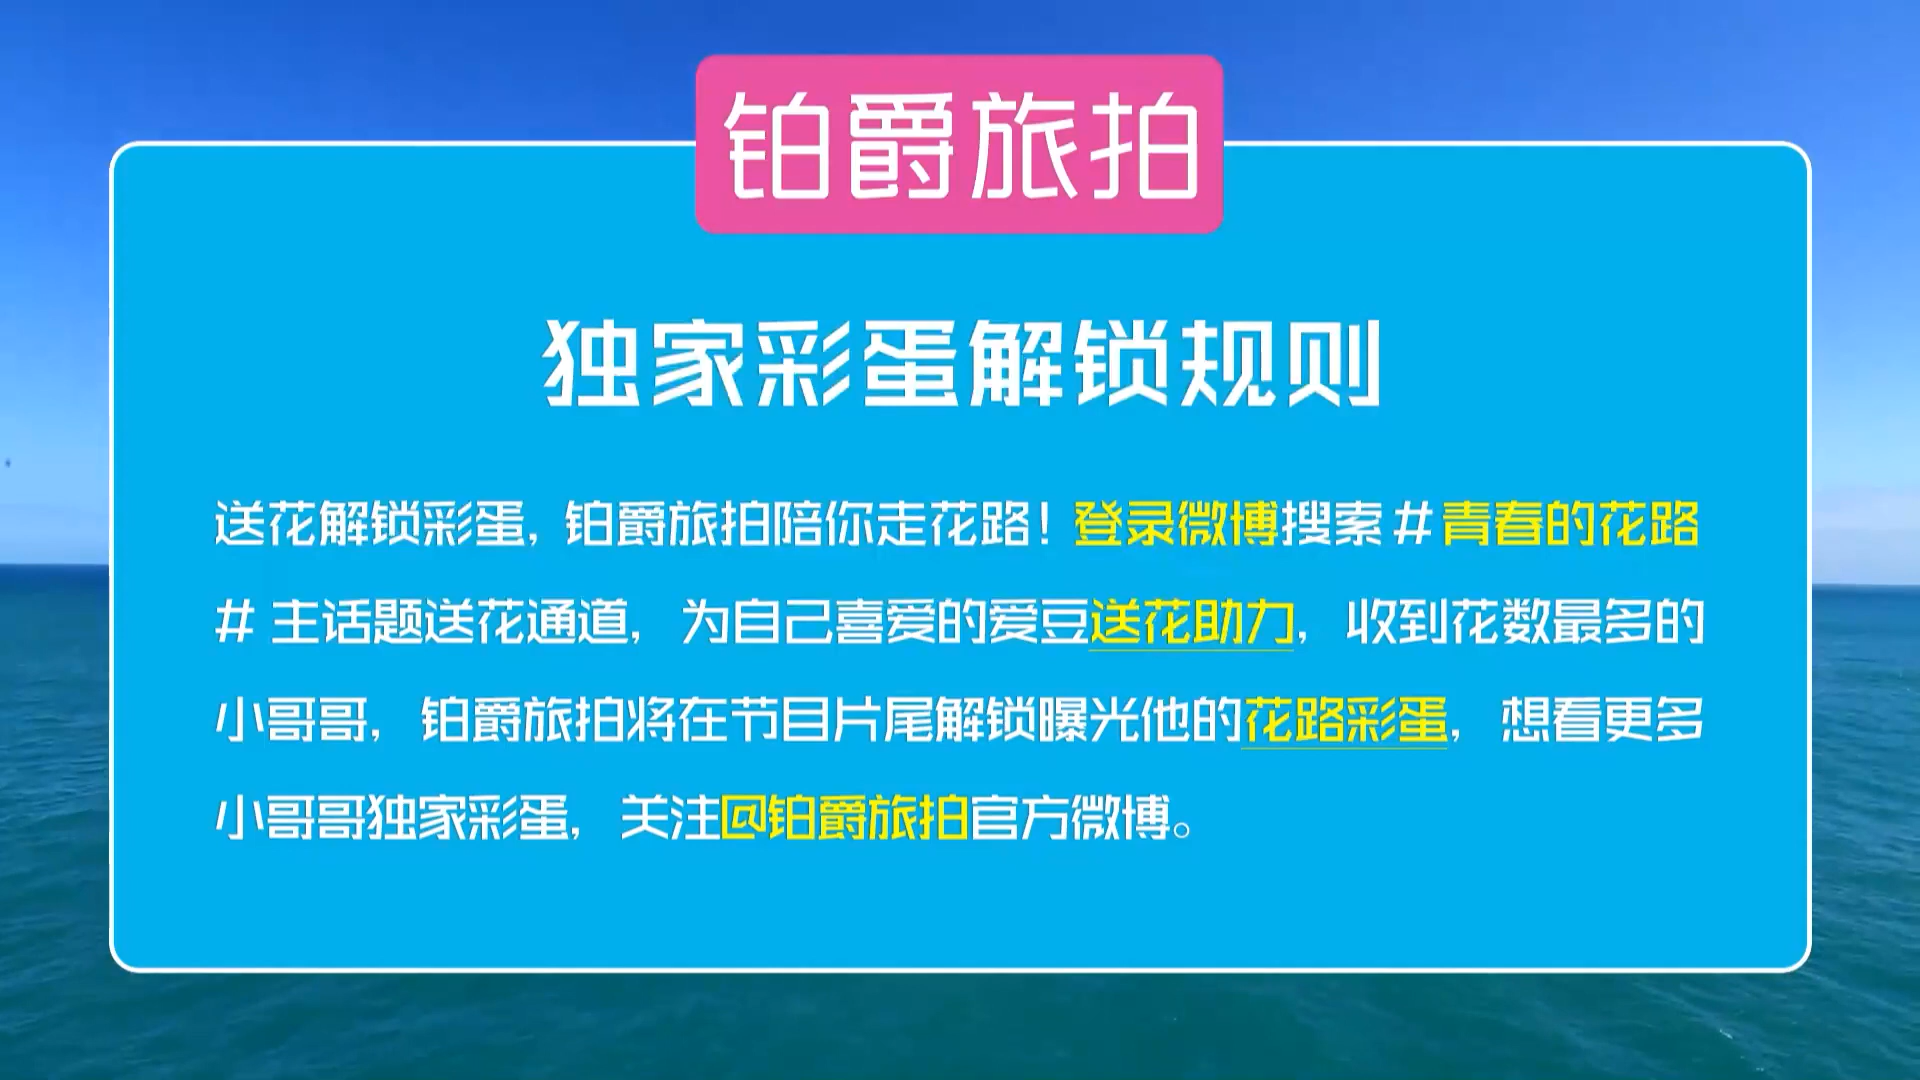 铂爵旅拍
独家彩蛋解锁规则
送花解锁彩蛋，铂爵旅拍陪你走花路！登录微博搜索#青春的花路
# 主话题送花通道，为自己喜爱的爱豆送花助力，收到花数最多的
小哥哥，铂爵旅拍将在节目片尾解锁曝光他的花路彩蛋，想看更多
小哥哥独家彩蛋，关注@铂爵旅拍官方微博。